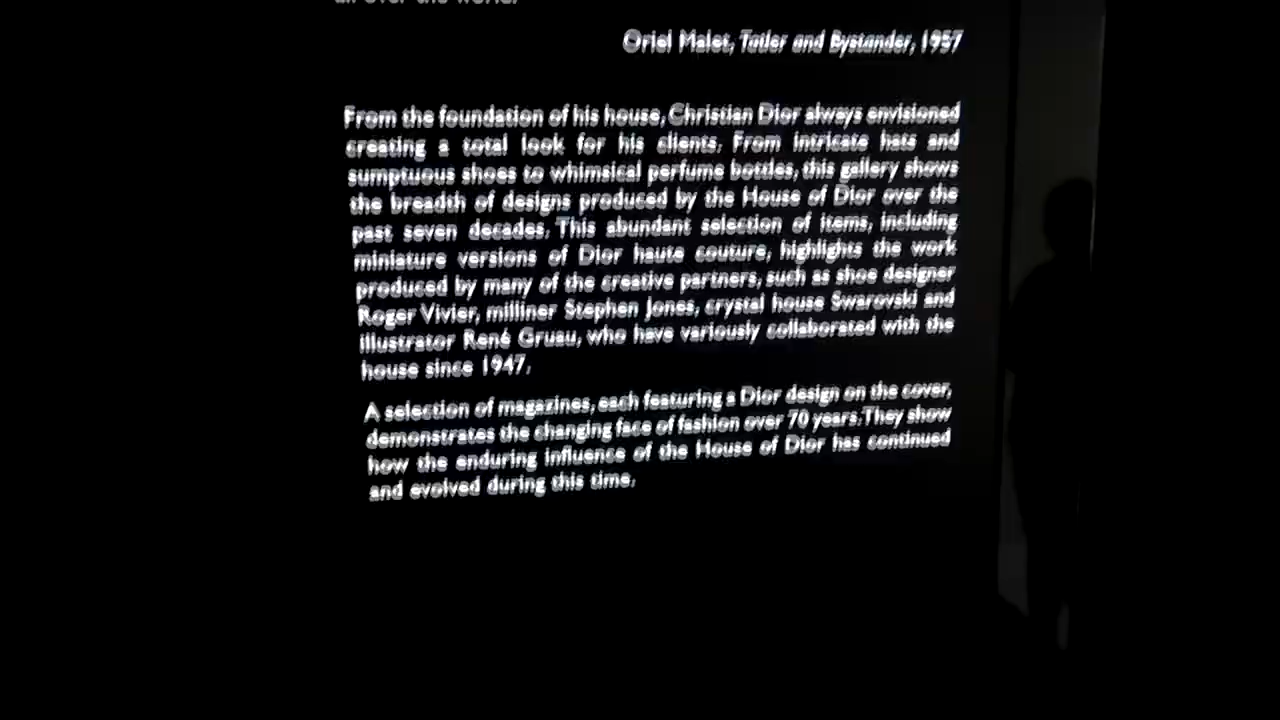 all over the world.
Oriel Malet, Tatler and Bystander, 1957
From the foundation of his house, Christian Dior always envisioned
creating a total look for his clients. From intricate hats and
sumptuous shoes to whimsical perfume bottles, this gallery shows
the breadth of designs produced by the House of Dior over the
past seven decades. This abundant selection of items, including
miniature versions of Dior haute couture, highlights the work
produced by many of the creative partners, such as shoe designer
Roger Vivier, milliner Stephen Jones, crystal house Swarovski and
illustrator René Gruau, who have variously collaborated with the
house since 1947.
A selection of magazines, each featuring a Dior design on the cover,
demonstrates the changing face of fashion over 70 years. They show
how the enduring influence of the House of Dior has continued
and evolved during this time.